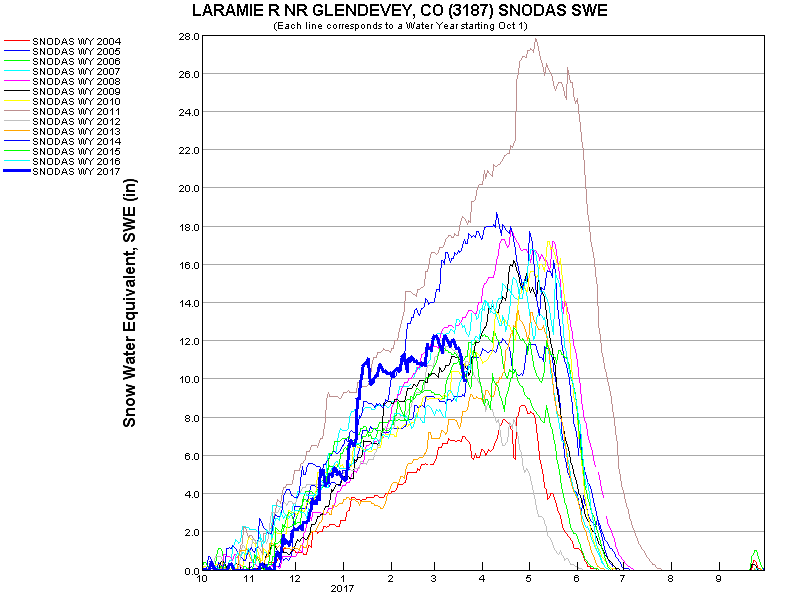 LARAMIE R NR GLENDEVEY, CO (3187) SNODAS SWE
(Each line corresponds to a Water Year starting Oct 1)
SNODAS WY 2004
SNODAS WY 2005
SNODAS WY 2006
SNODAS WY 2007
SNODAS WY 2008
SNODAS WY 2009
SNODAS WY 2010
SNODAS WY 2011
SNODAS WY 2012
SNODAS WY 2013
SNODAS WY 2014
SNODAS WY 2015
SNODAS WY 2016
SNODAS WY 2017
Snow Water Equivalent, SWE (in)
28.0
26.0
24.0
22.0
20.0
18.0
16.0
14.0
12.0
10.0
8.0
6.0
4.0
2.0
0.0
10 11 12 1 2 3 4 5 6 7 8 9
2017